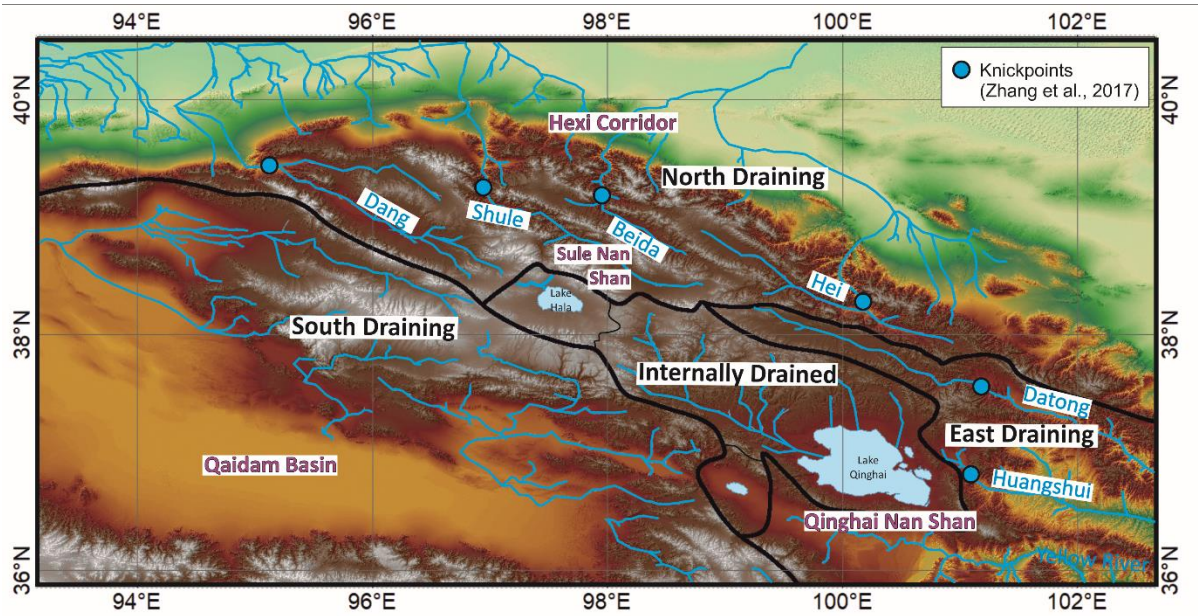 94°E
96°E
98°E
100°E
102°E
Knickpoints
(Zhang et al., 2017)
40°N
40°N
Hexi Corridor
North Draining
Dang
Shule
Beida
Sule Nan
Shan
Hei
Lake
Hala
38°N
38°N
South Draining
Internally Drained
Datong
East Draining
Qaidam Basin
Lake
Qinghai
Huangshui
Qinghai Nan Shan
Yellow River
36°N
36°N
94°E
96°E
98°E
100°E
102°E